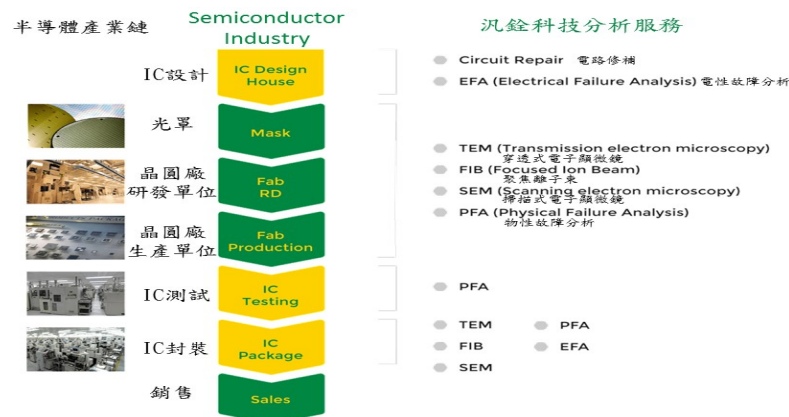 半導體產業鏈
Semiconductor
Industry
汎銓科技分析服務
IC設計
IC Design
House
Circuit Repair 電路修補
EFA (Electrical Failure Analysis) 電性故障分析
光罩
Mask
晶圓廠
研發單位
Fab
RD
晶圓廠
生產單位
Fab
Production
TEM (Transmission electron microscopy)
穿透式電子顯微鏡
FIB (Focused Ion Beam)
聚焦離子束
SEM (Scanning electron microscopy)
掃描式電子顯微鏡
PFA (Physical Failure Analysis)
物性故障分析
IC測試
IC
Testing
PFA
IC封裝
IC
Package
TEM PFA
FIB EFA
SEM
銷售
Sales